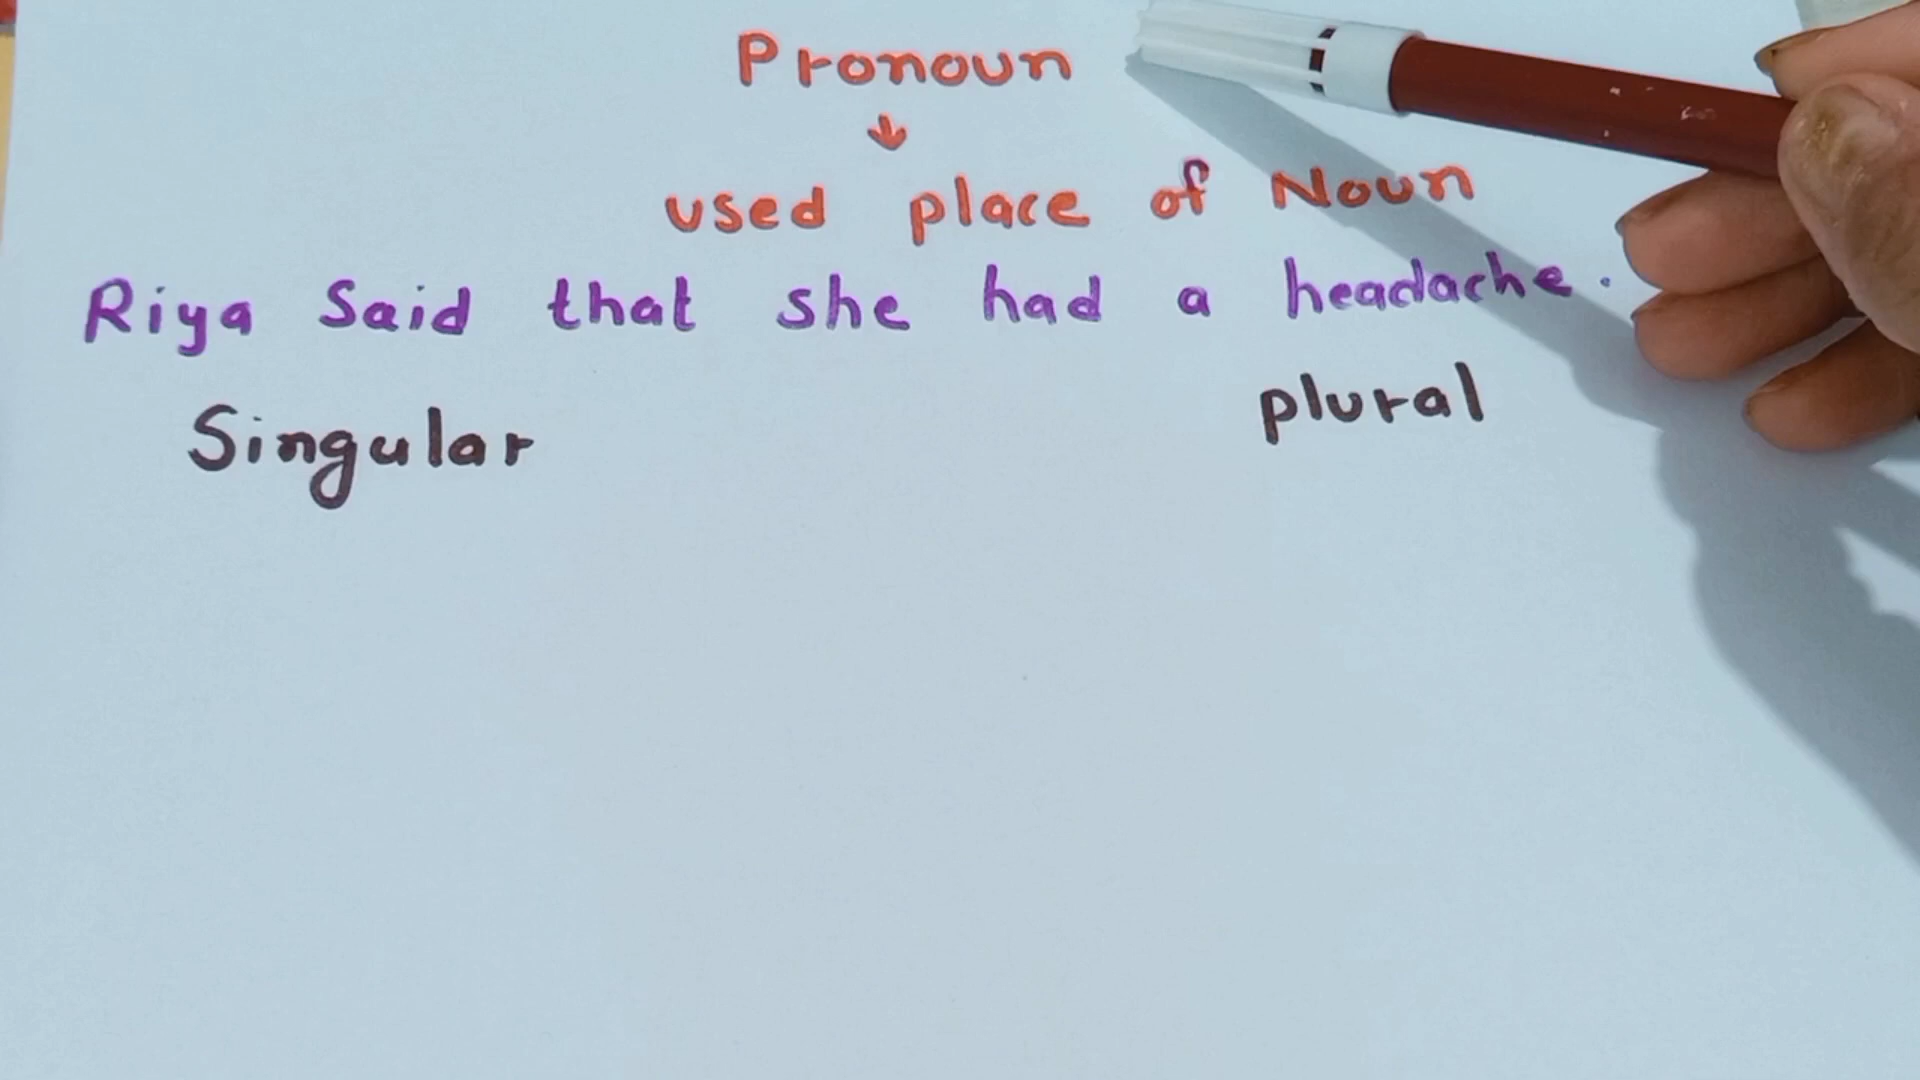 Pronoun
↓
used place of Noun
Riya Said that she had a headache.
Singular plural